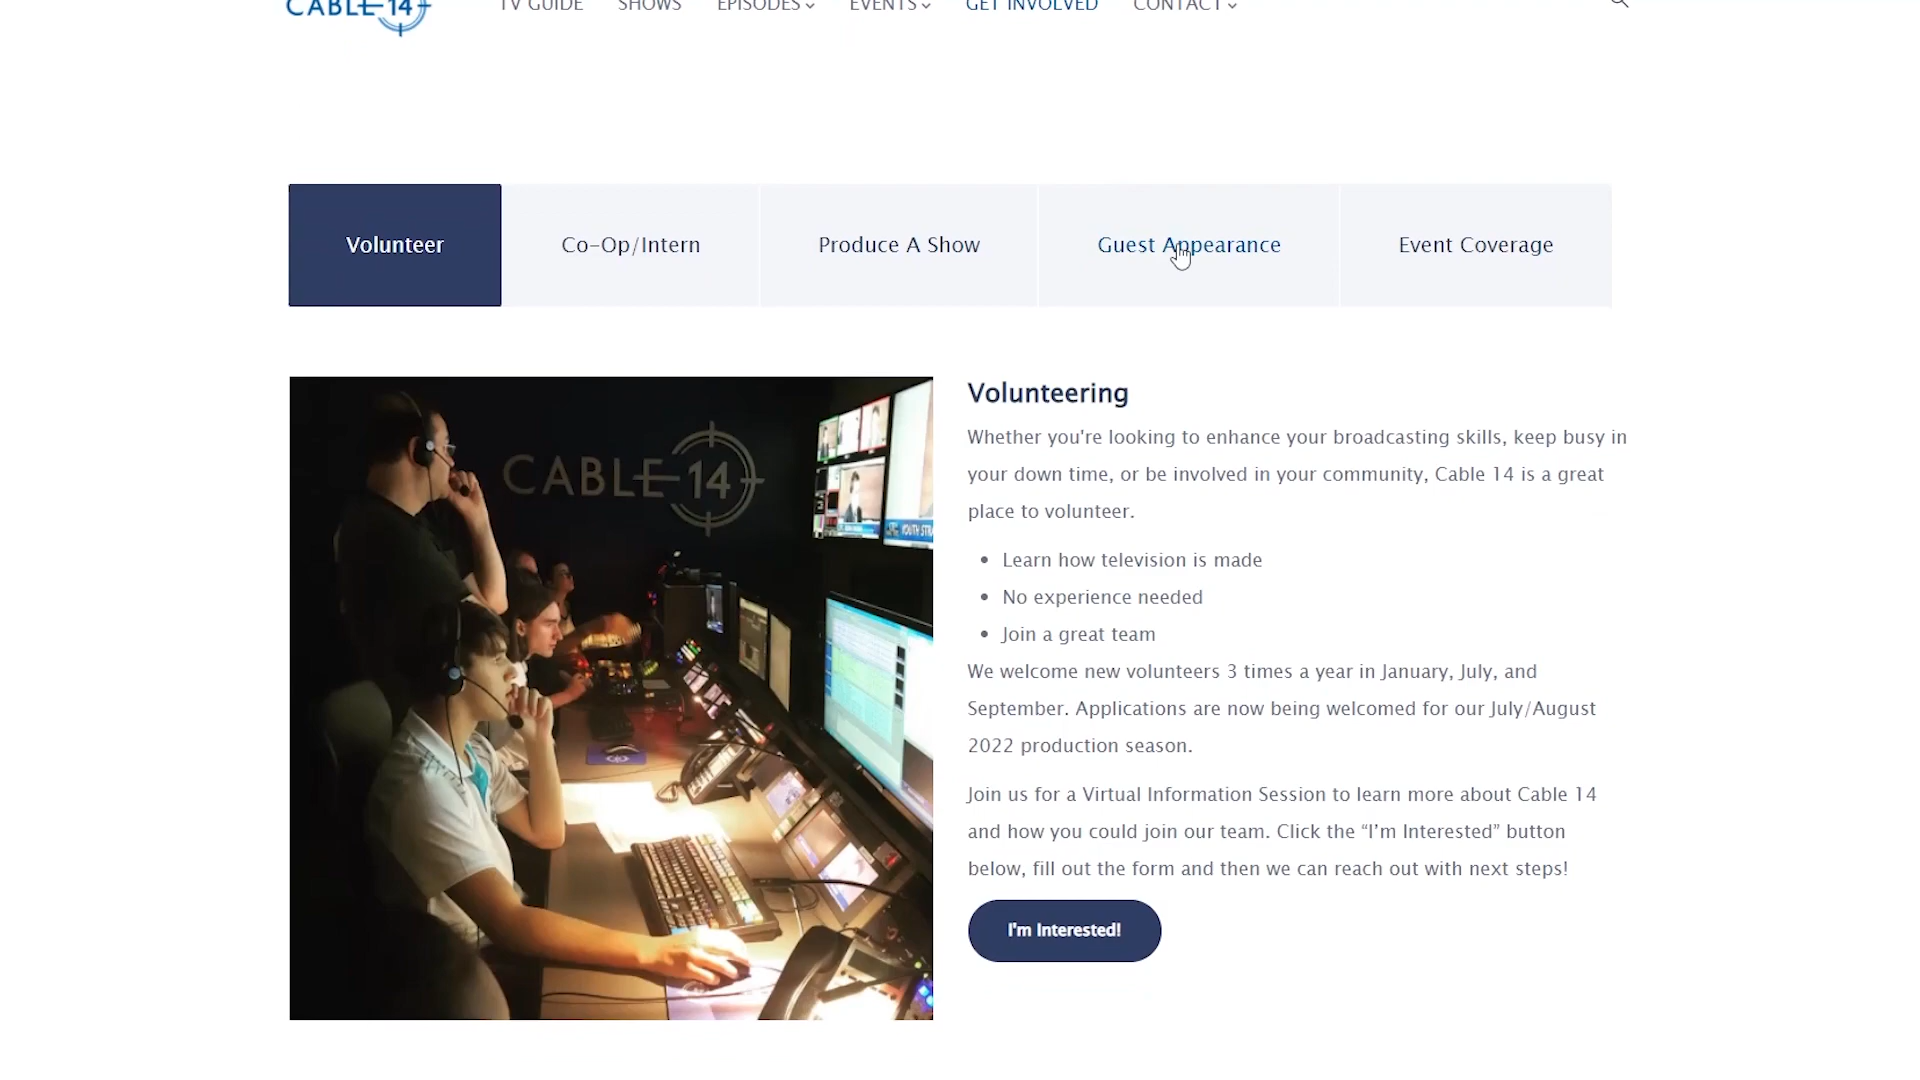 CABLE 14
TV GUIDE SHOWS EPISODES EVENTS GET INVOLVED CONTACT
Volunteer Co-Op/Intern Produce A Show Guest Appearance Event Coverage
CABLE 14
Volunteering
Whether you're looking to enhance your broadcasting skills, keep busy in
your down time, or be involved in your community, Cable 14 is a great
place to volunteer.
• Learn how television is made
• No experience needed
• Join a great team
We welcome new volunteers 3 times a year in January, July, and
September. Applications are now being welcomed for our July/August
2022 production season.
Join us for a Virtual Information Session to learn more about Cable 14
and how you could join our team. Click the “I’m Interested” button
below, fill out the form and then we can reach out with next steps!
I'm Interested!